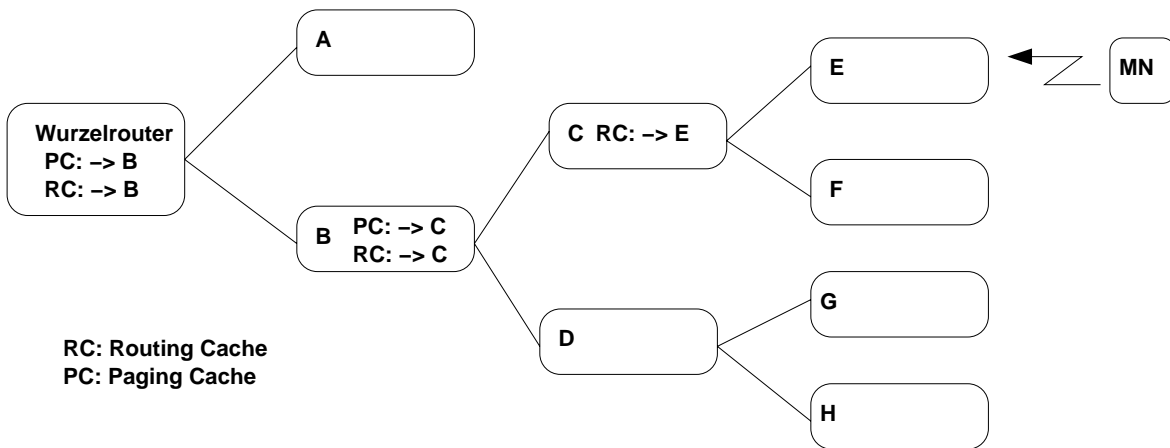 A
Wurzelrouter
PC: −> B
RC: −> B
B PC: −> C
RC: −> C
C RC: −> E
D
E
F
G
H
MN
RC: Routing Cache
PC: Paging Cache